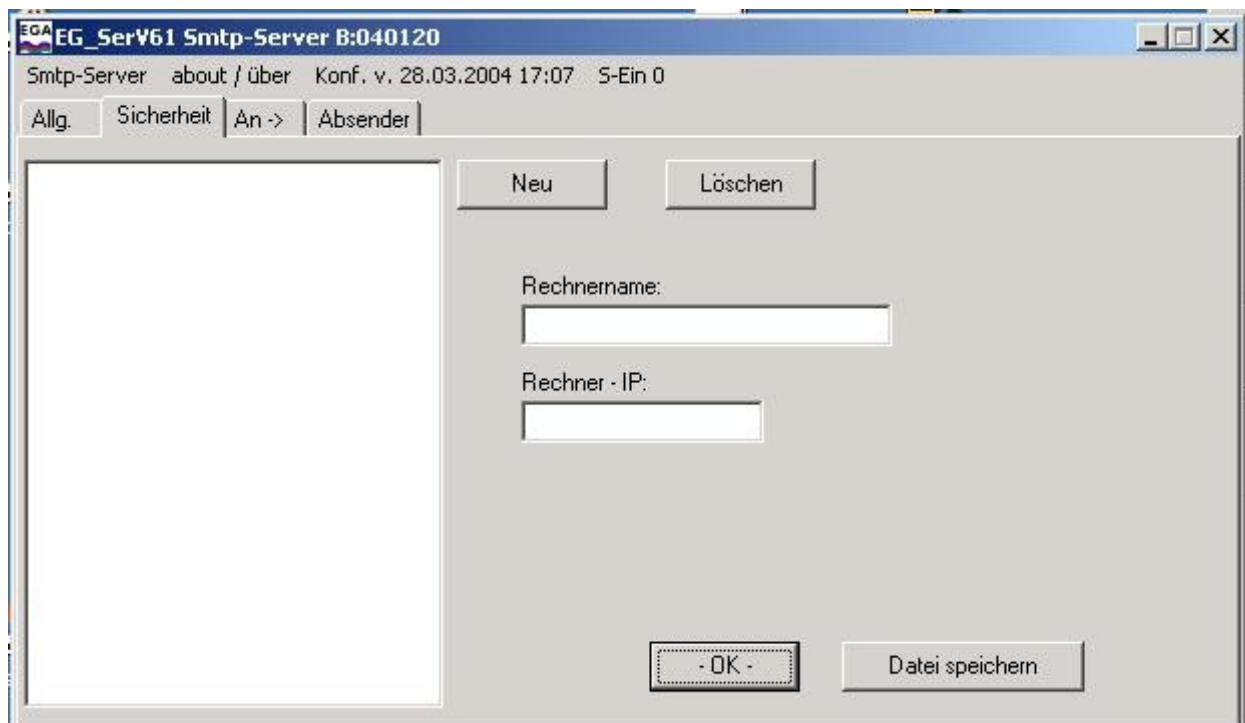 EGA EG_SerV61 Smtp-Server B:040120
Smtp-Server about / über Konf. v. 28.03.2004 17:07 S-Ein 0
Allg. Sicherheit An -> Absender
Neu Löschen
Rechnername:
Rechner - IP:
- OK - Datei speichern